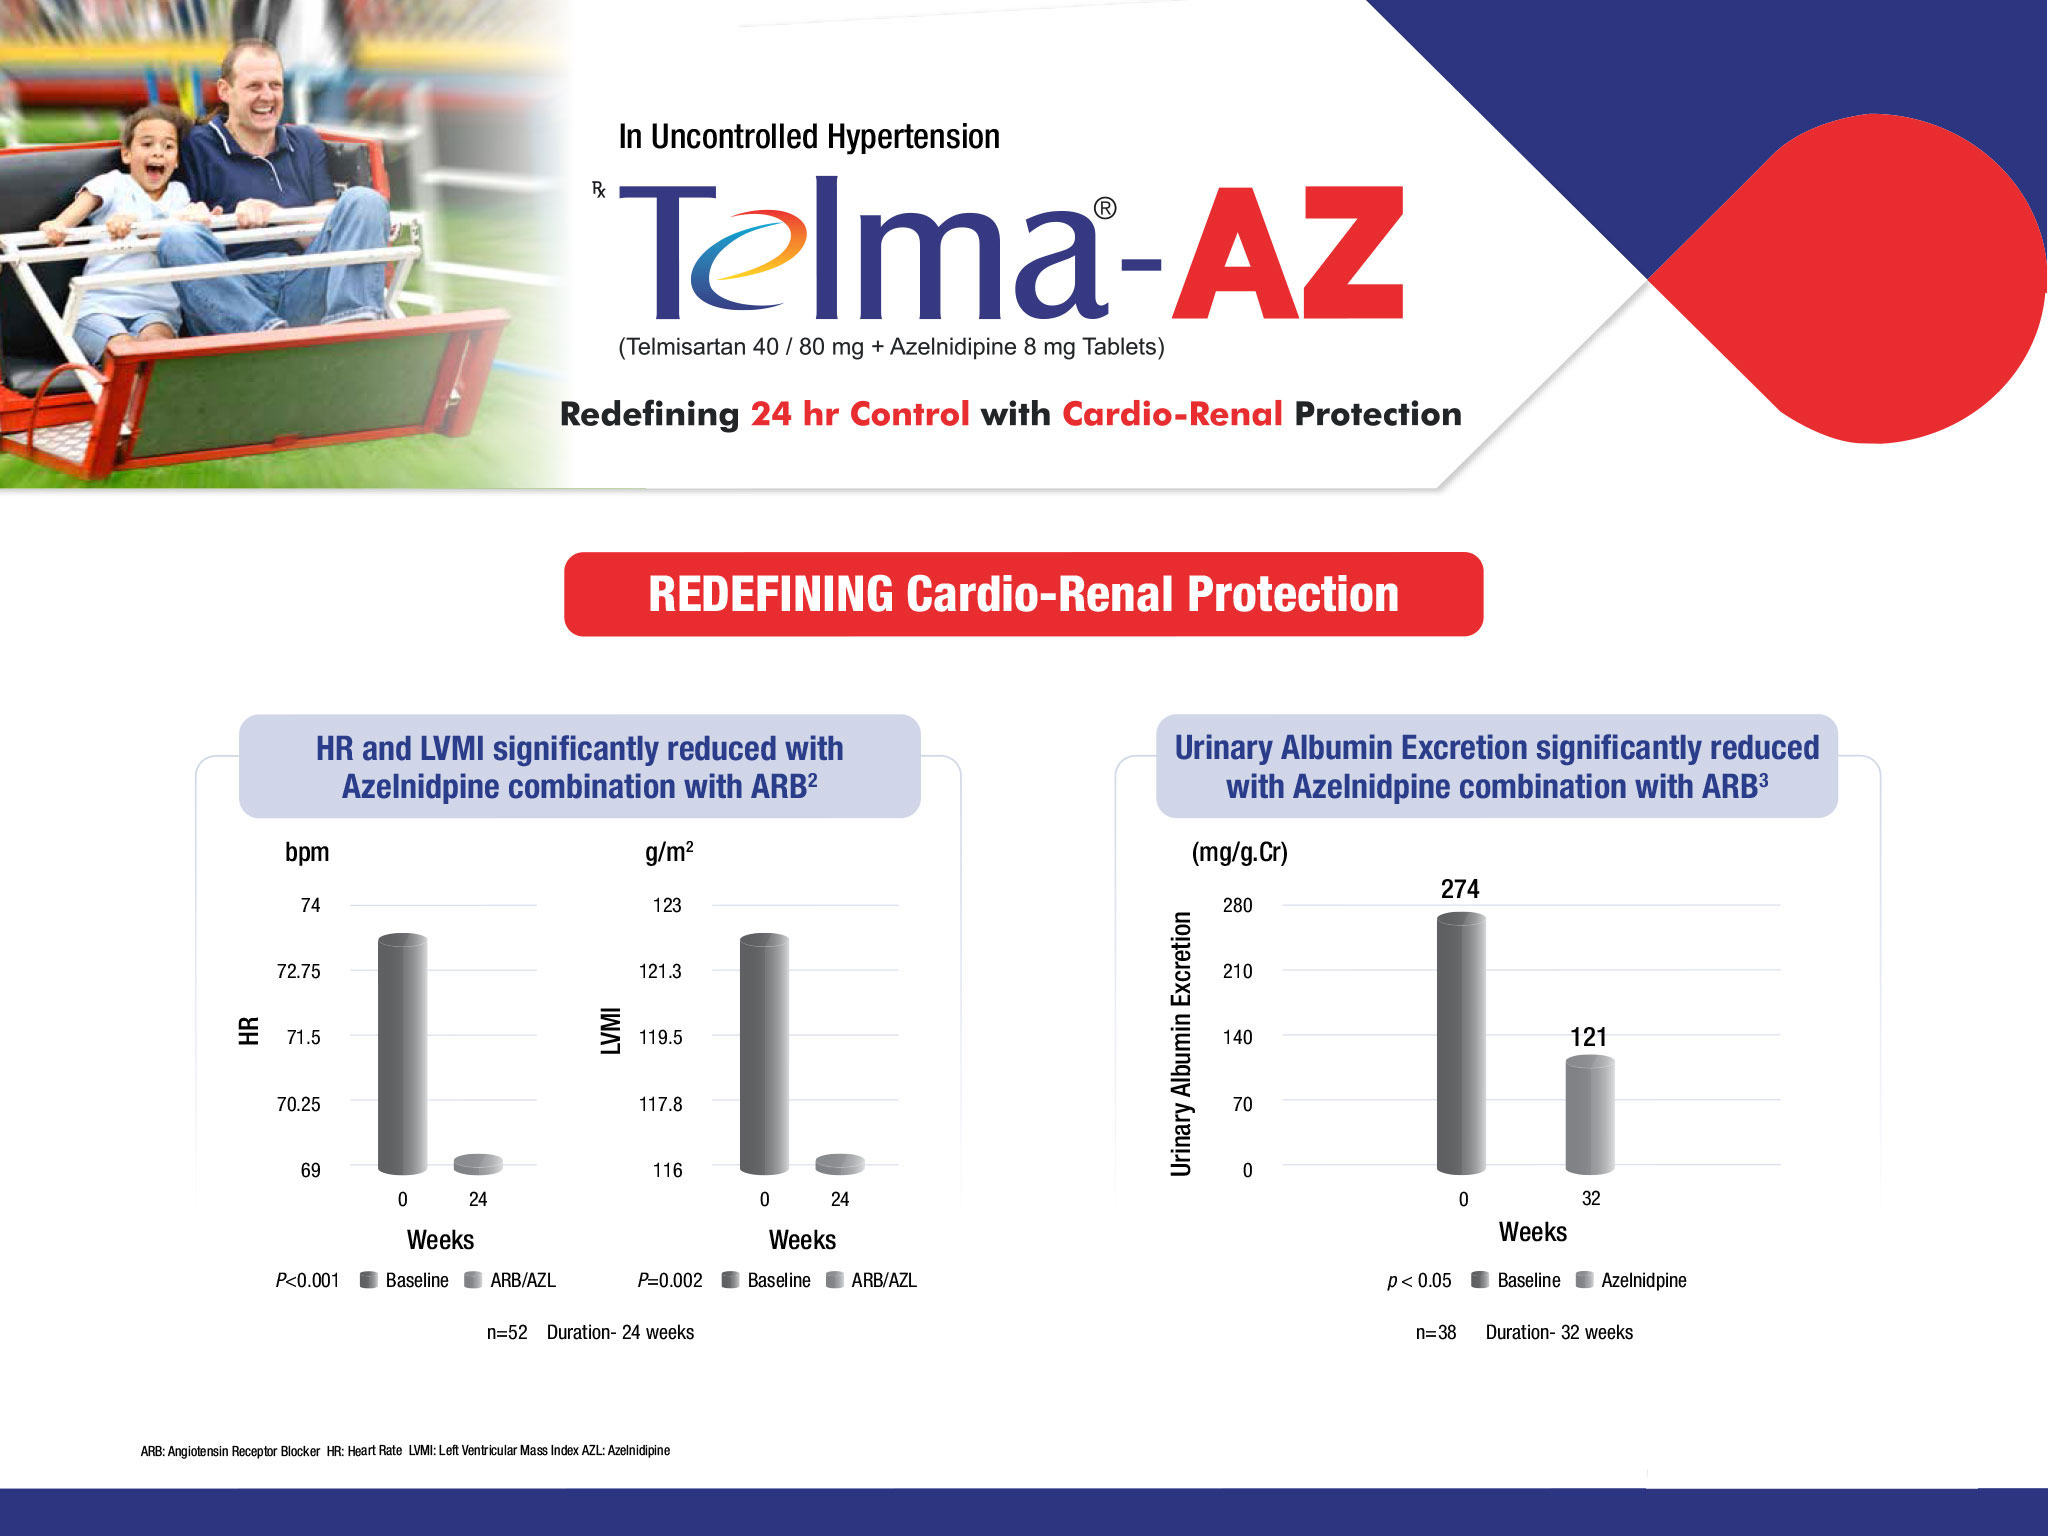 In Uncontrolled Hypertension
Rx Telma®-AZ
(Telmisartan 40 / 80 mg + Azelnidipine 8 mg Tablets)
Redefining 24 hr Control with Cardio-Renal Protection
REDEFINING Cardio-Renal Protection
HR and LVMI significantly reduced with
Azelnidpine combination with ARB²
bpm
HR
74
72.75
71.5
70.25
69
0 24
Weeks
P<0.001 Baseline ARB/AZL
g/m²
LVMI
123
121.3
119.5
117.8
116
0 24
Weeks
P=0.002 Baseline ARB/AZL
n=52 Duration- 24 weeks
Urinary Albumin Excretion significantly reduced
with Azelnidpine combination with ARB³
(mg/g.Cr)
Urinary Albumin Excretion
280
210
140
70
0
274
121
0 32
Weeks
p < 0.05 Baseline Azelnidpine
n=38 Duration- 32 weeks
ARB: Angiotensin Receptor Blocker HR: Heart Rate LVMI: Left Ventricular Mass Index AZL: Azelnidipine